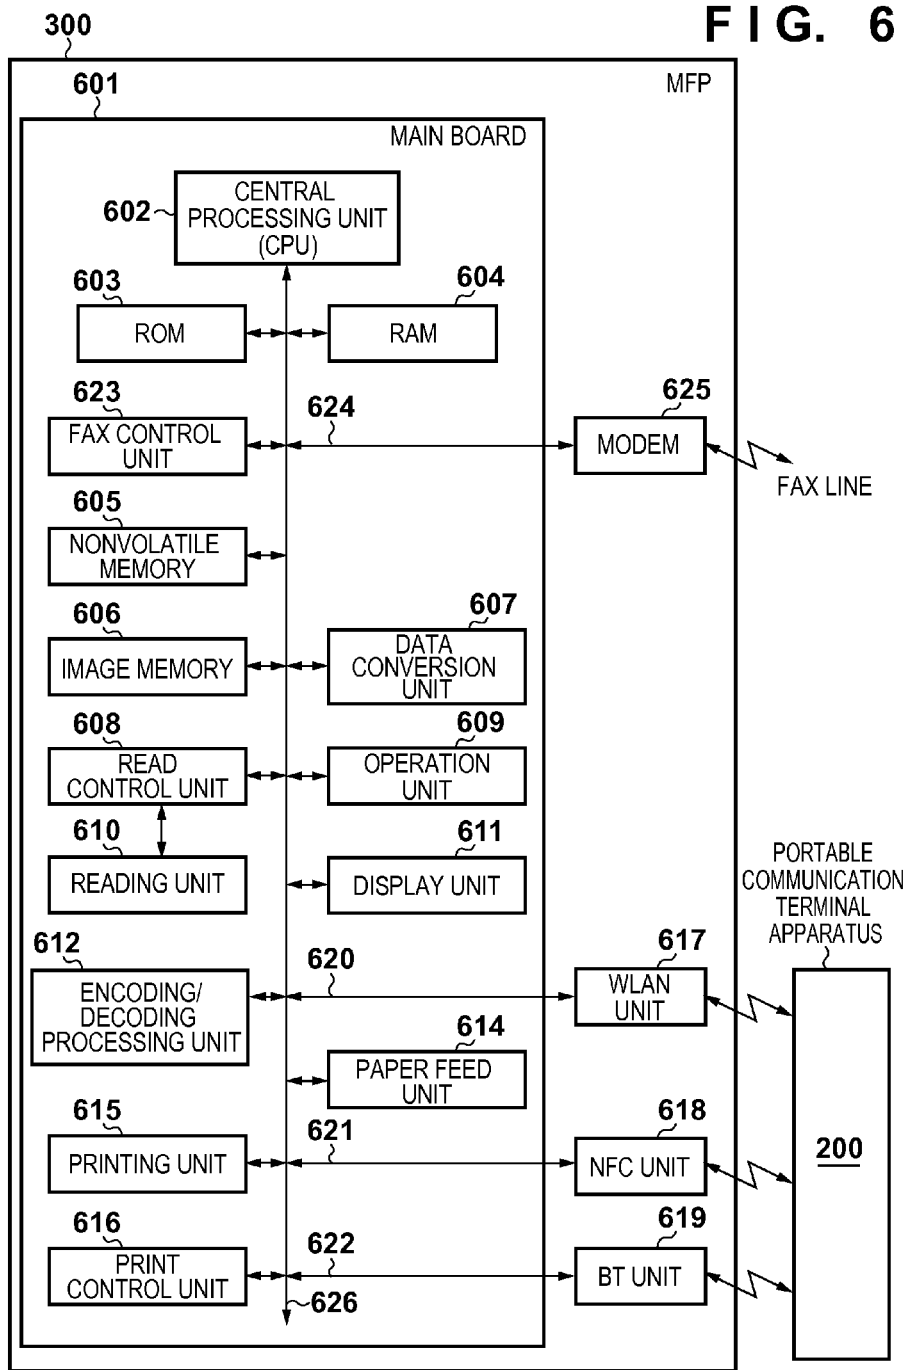 FIG. 6
300
MFP
601
MAIN BOARD
602
CENTRAL
PROCESSING UNIT
(CPU)
603
ROM
604
RAM
623
FAX CONTROL
UNIT
624
625
MODEM
FAX LINE
605
NONVOLATILE
MEMORY
606
IMAGE MEMORY
607
DATA
CONVERSION
UNIT
608
READ
CONTROL UNIT
609
OPERATION
UNIT
610
READING UNIT
611
DISPLAY UNIT
PORTABLE
COMMUNICATION
TERMINAL
APPARATUS
612
ENCODING/
DECODING
PROCESSING UNIT
620
617
WLAN
UNIT
614
PAPER FEED
UNIT
615
PRINTING UNIT
621
618
NFC UNIT
200
616
PRINT
CONTROL UNIT
622
619
BT UNIT
626